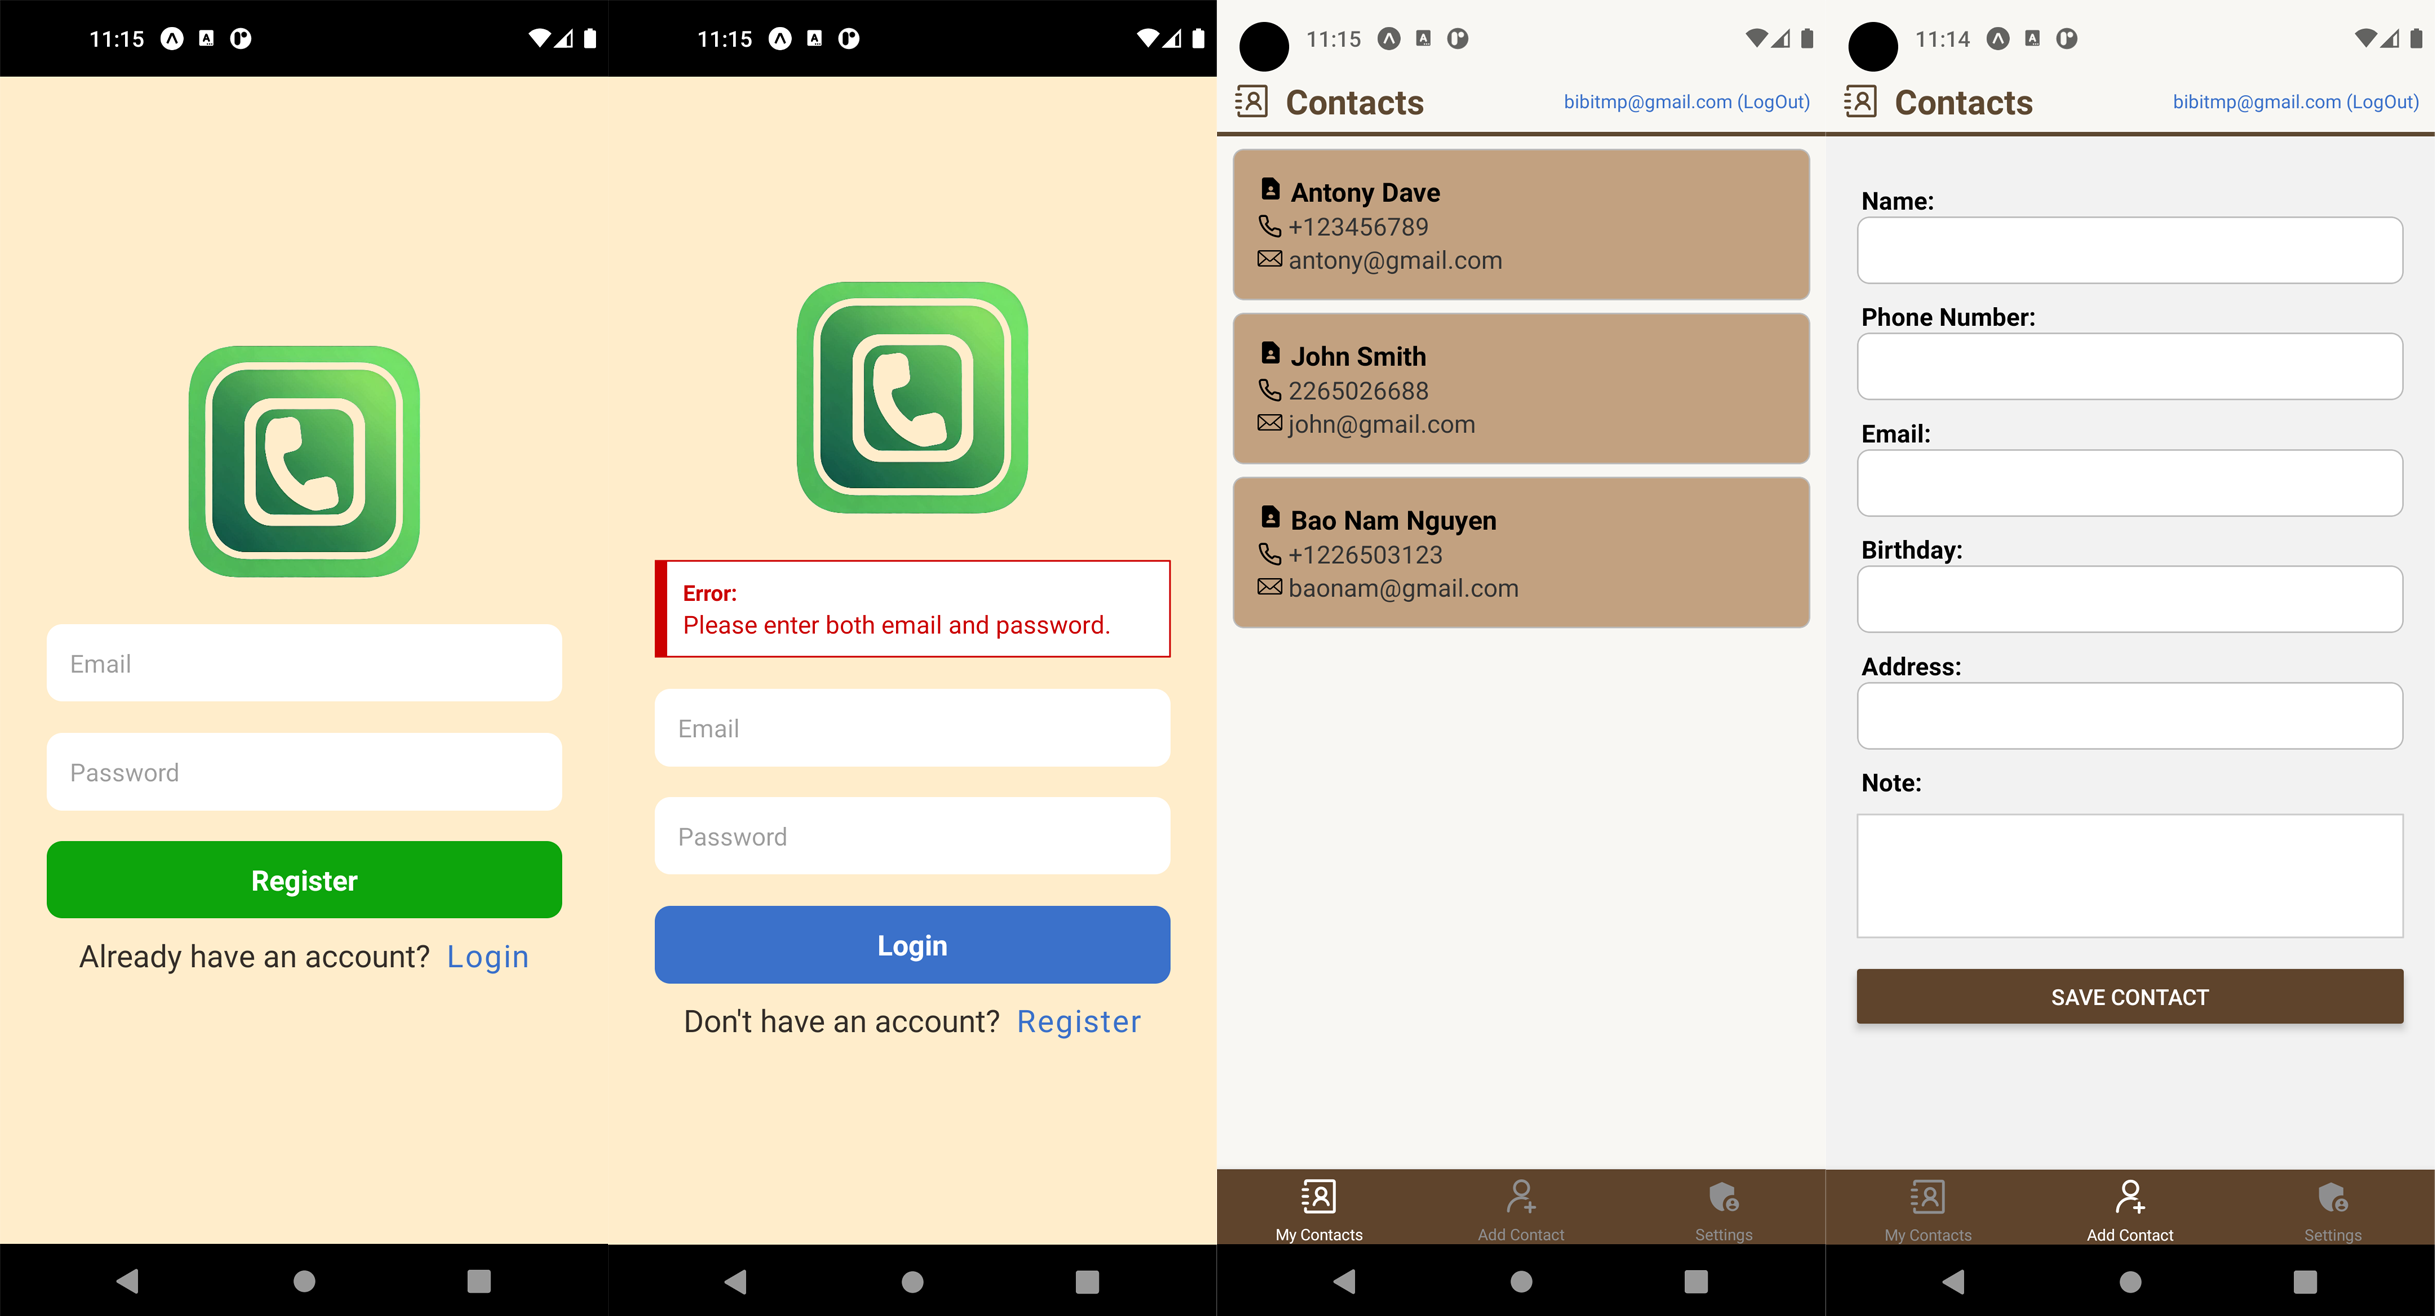 11:15
Email
Password
Register
Already have an account? Login
11:15
Error:
Please enter both email and password.
Email
Password
Login
Don't have an account? Register
11:15
Contacts
bibitmp@gmail.com (LogOut)
Antony Dave
+123456789
antony@gmail.com
John Smith
2265026688
john@gmail.com
Bao Nam Nguyen
+1226503123
baonam@gmail.com
My Contacts
Add Contact
Settings
11:14
Contacts
bibitmp@gmail.com (LogOut)
Name:
Phone Number:
Email:
Birthday:
Address:
Note:
SAVE CONTACT
My Contacts
Add Contact
Settings